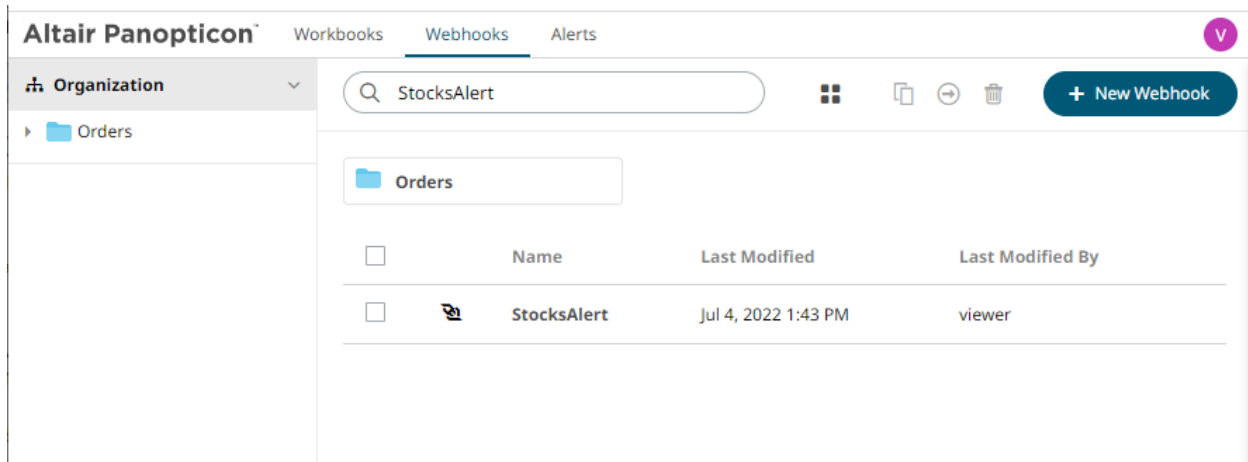 Altair Panopticon™ Workbooks Webhooks Alerts V
Organization
StocksAlert
+ New Webhook
Orders
Orders
Name Last Modified Last Modified By
StocksAlert Jul 4, 2022 1:43 PM viewer